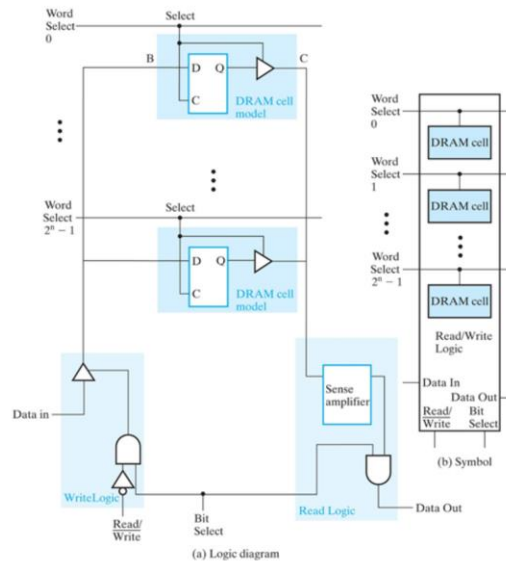 Word
Select
0
Select
B
D Q
C
C
DRAM cell
model
Word
Select
2ⁿ − 1
Select
D Q
C
DRAM cell
model
Data in
WriteLogic
Read/
Write
Bit
Select
Sense
amplifier
Read Logic
Data Out
(a) Logic diagram
Word
Select
0
DRAM cell
Word
Select
1
DRAM cell
Word
Select
2ⁿ − 1
DRAM cell
Read/Write
Logic
Data In
Data Out
Read/
Write
Bit
Select
(b) Symbol